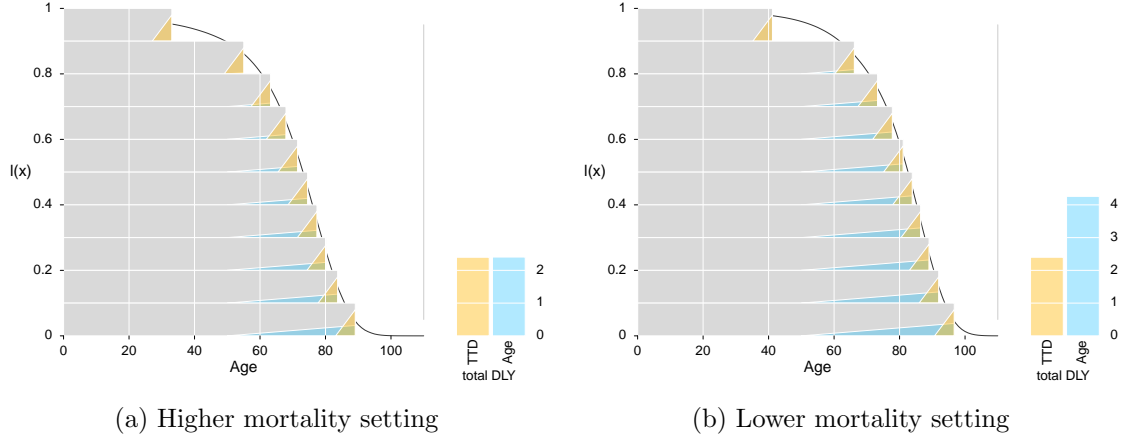 1
0.8
0.6
l(x)
0.4
0.2
0
0 20 40 60 80 100
Age
2
1
0
TTD
Age
total DLY
(a) Higher mortality setting
1
0.8
0.6
l(x)
0.4
0.2
0
0 20 40 60 80 100
Age
4
3
2
1
0
TTD
Age
total DLY
(b) Lower mortality setting